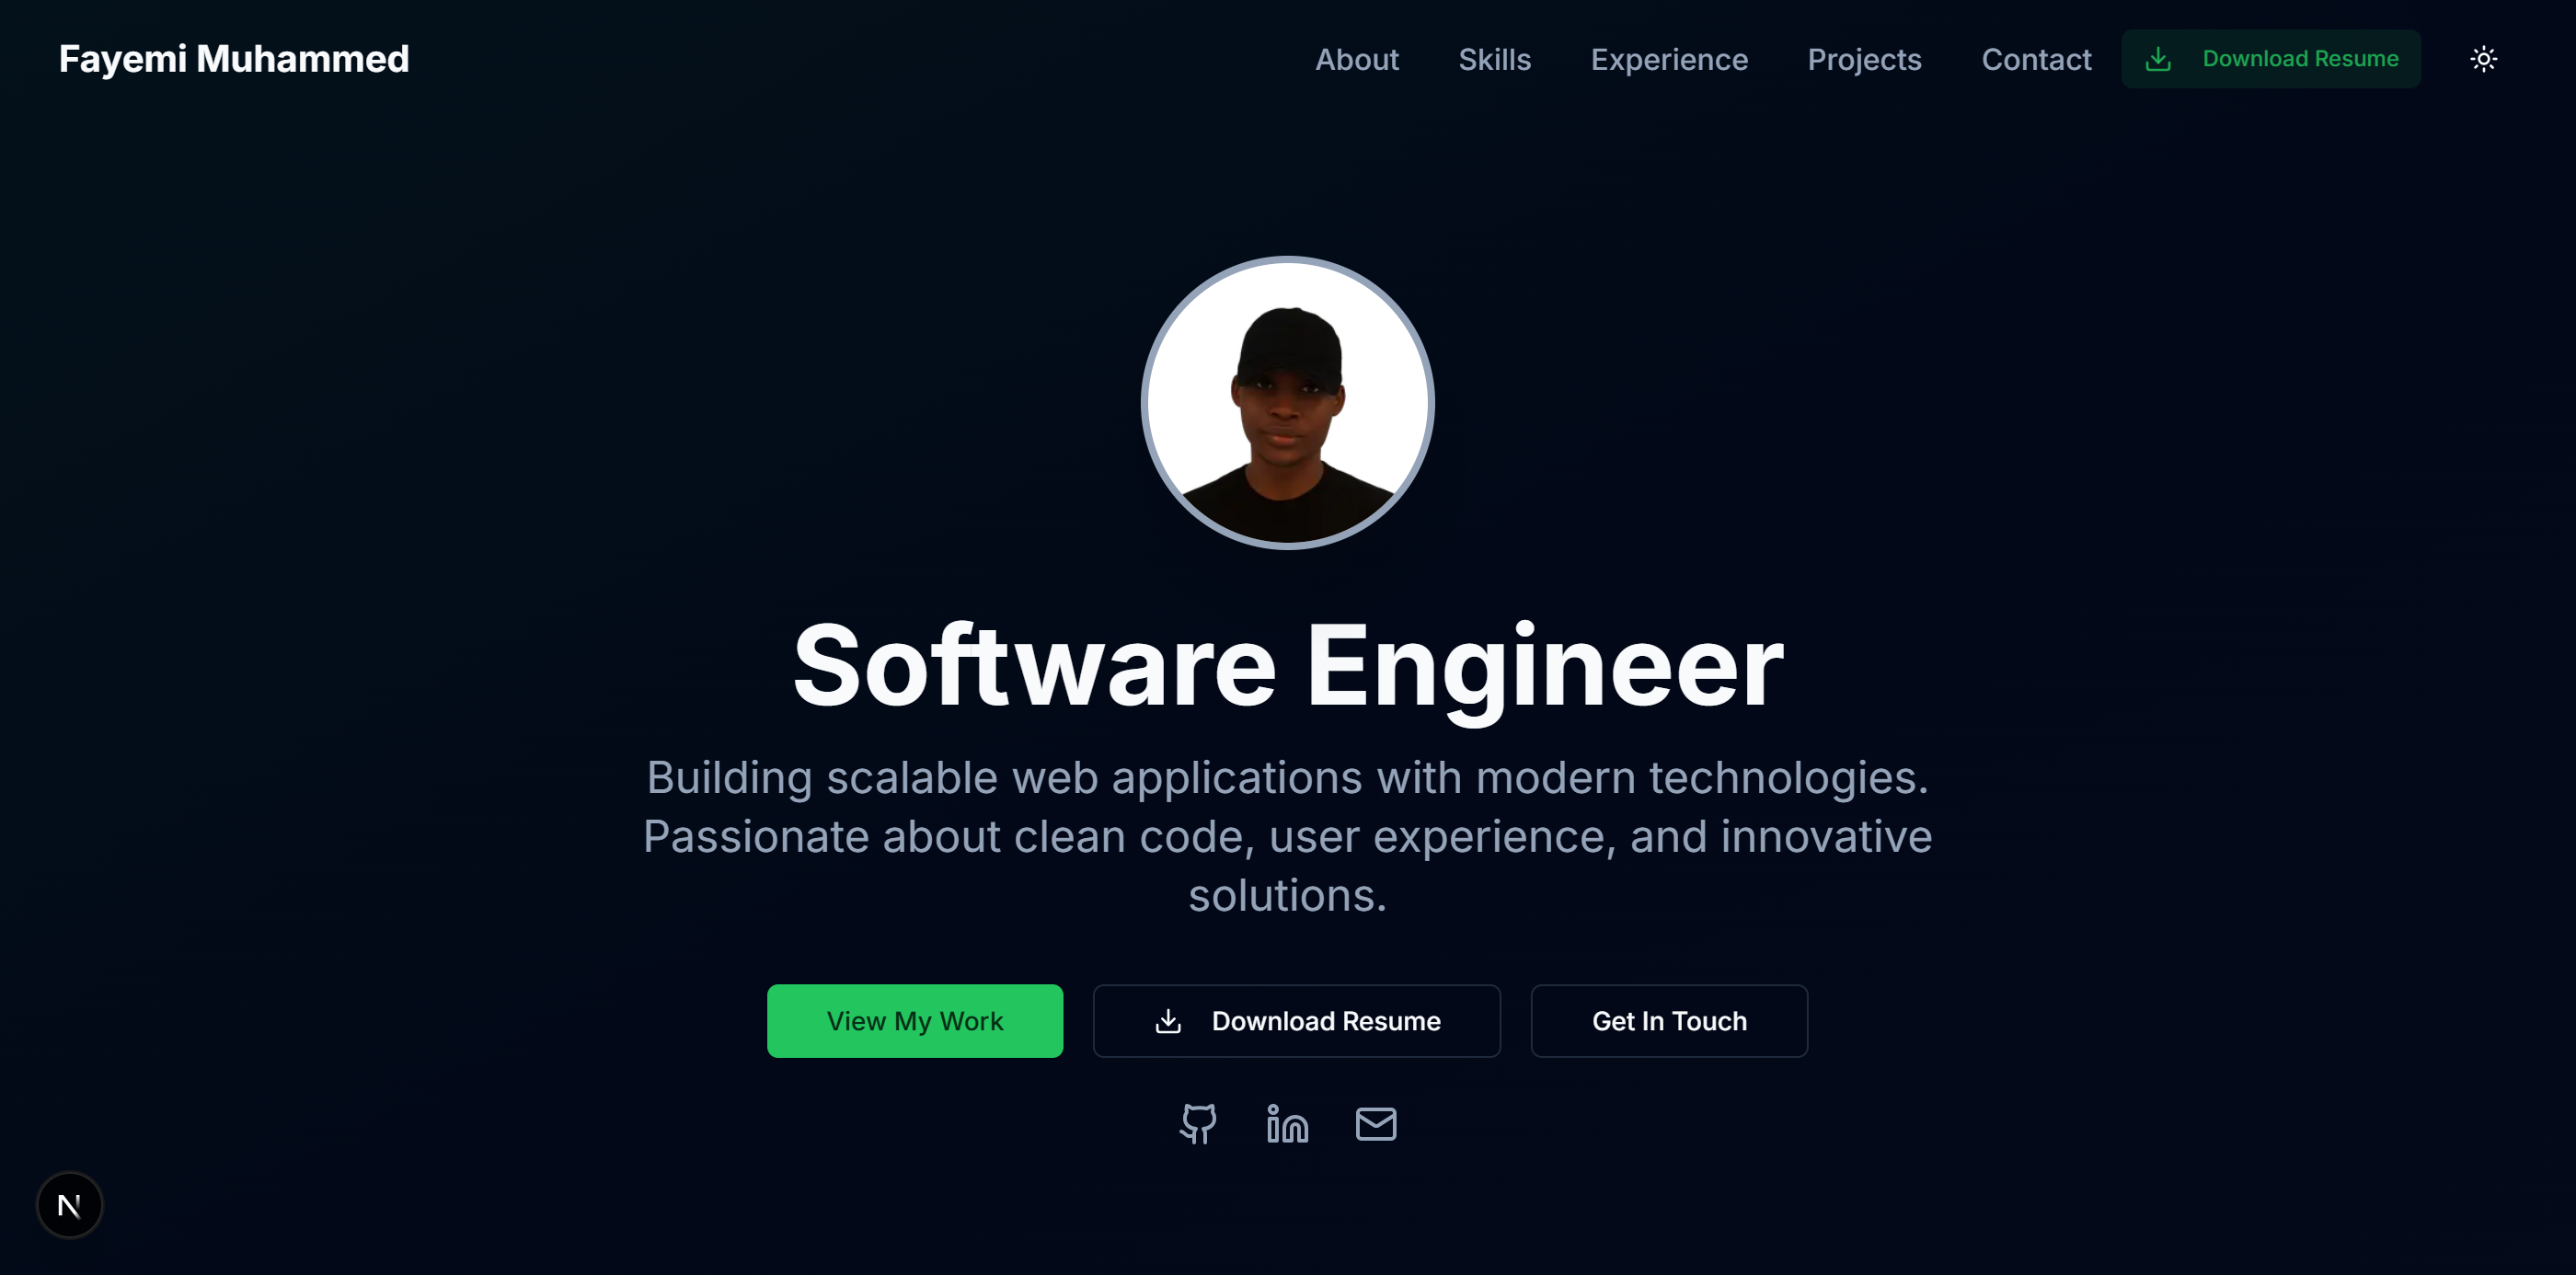 Fayemi Muhammed
About
Skills
Experience
Projects
Contact
Download Resume
Software Engineer
Building scalable web applications with modern technologies.
Passionate about clean code, user experience, and innovative
solutions.
View My Work
Download Resume
Get In Touch
in
N